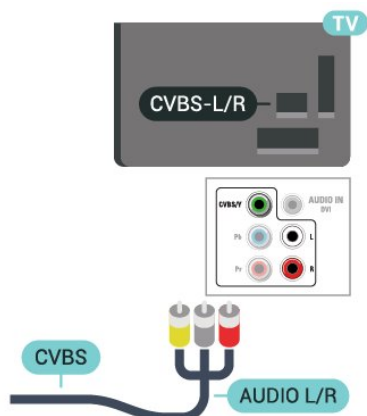 TV
CVBS-L/R
CVBS/Y
AUDIO IN
DVI
Pb
L
Pr
R
CVBS
AUDIO L/R